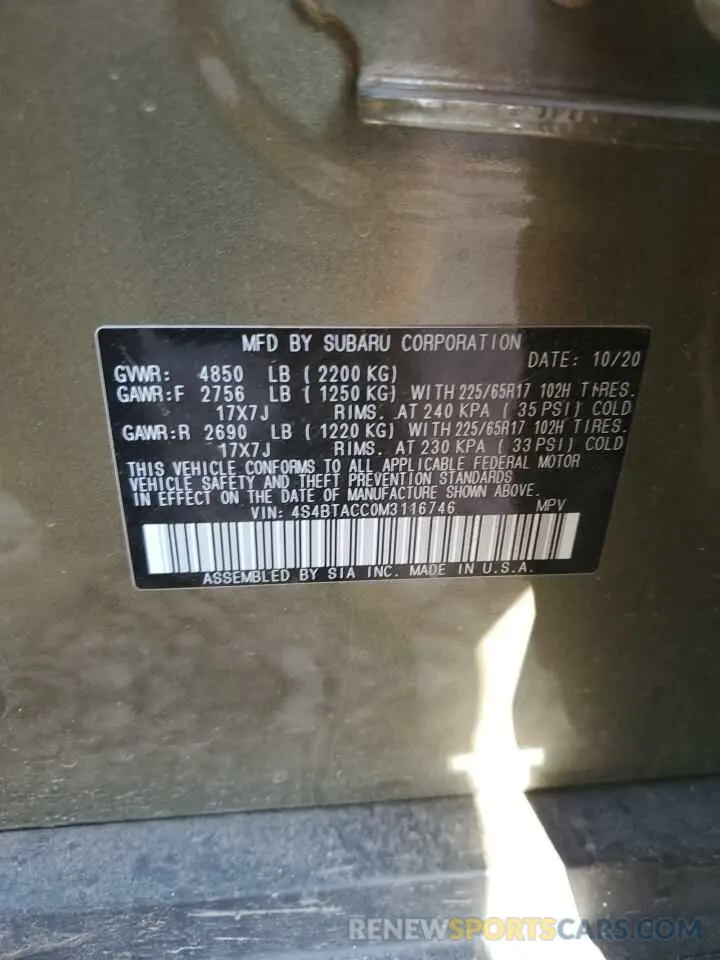 MFD BY SUBARU CORPORATION
DATE: 10/20
GVWR: 4850 LB (2200 KG)
GAWR:F 2756 LB (1250 KG) WITH 225/65R17 102H TIRES.
17X7J RIMS. AT 240 KPA (35 PSI) COLD
GAWR:R 2690 LB (1220 KG) WITH 225/65R17 102H TIRES.
17X7J RIMS. AT 230 KPA (33 PSI) COLD
THIS VEHICLE CONFORMS TO ALL APPLICABLE FEDERAL MOTOR
VEHICLE SAFETY AND THEFT PREVENTION STANDARDS
IN EFFECT ON THE DATE OF MANUFACTURE SHOWN ABOVE.
VIN: 4S4BTACC0M3116746 MPV
ASSEMBLED BY SIA INC. MADE IN U.S.A.
RENEWSPORTSCARS.COM